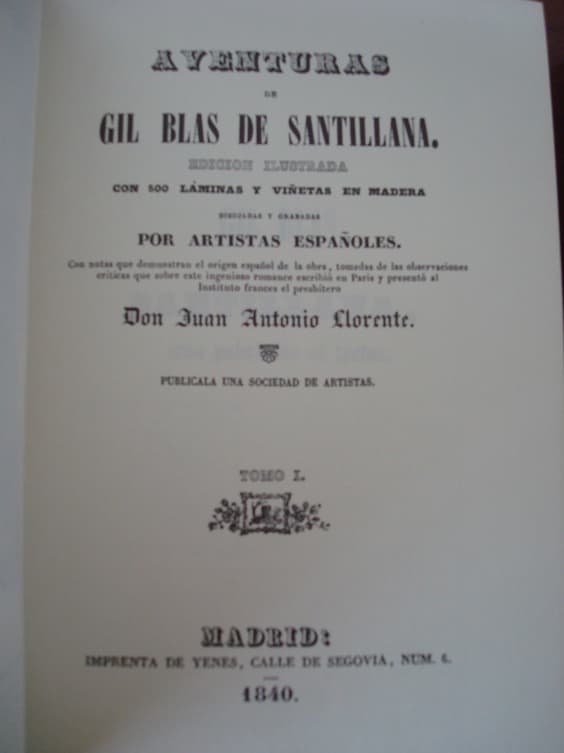 AVENTURAS
DE
GIL BLAS DE SANTILLANA.
EDICION ILUSTRADA
CON 500 LÁMINAS Y VIÑETAS EN MADERA
DIBUJADAS Y GRABADAS
POR ARTISTAS ESPAÑOLES.
Con notas que demuestran el origen español de la obra, tomadas de las observaciones
críticas que sobre este ingenioso romance escribió en Paris y presentó al
Instituto frances el presbítero
Don Juan Antonio Llorente.
PUBLICALA UNA SOCIEDAD DE ARTISTAS.
TOMO I.
MADRID:
IMPRENTA DE YENES, CALLE DE SEGOVIA, NUM. 6.
1840.